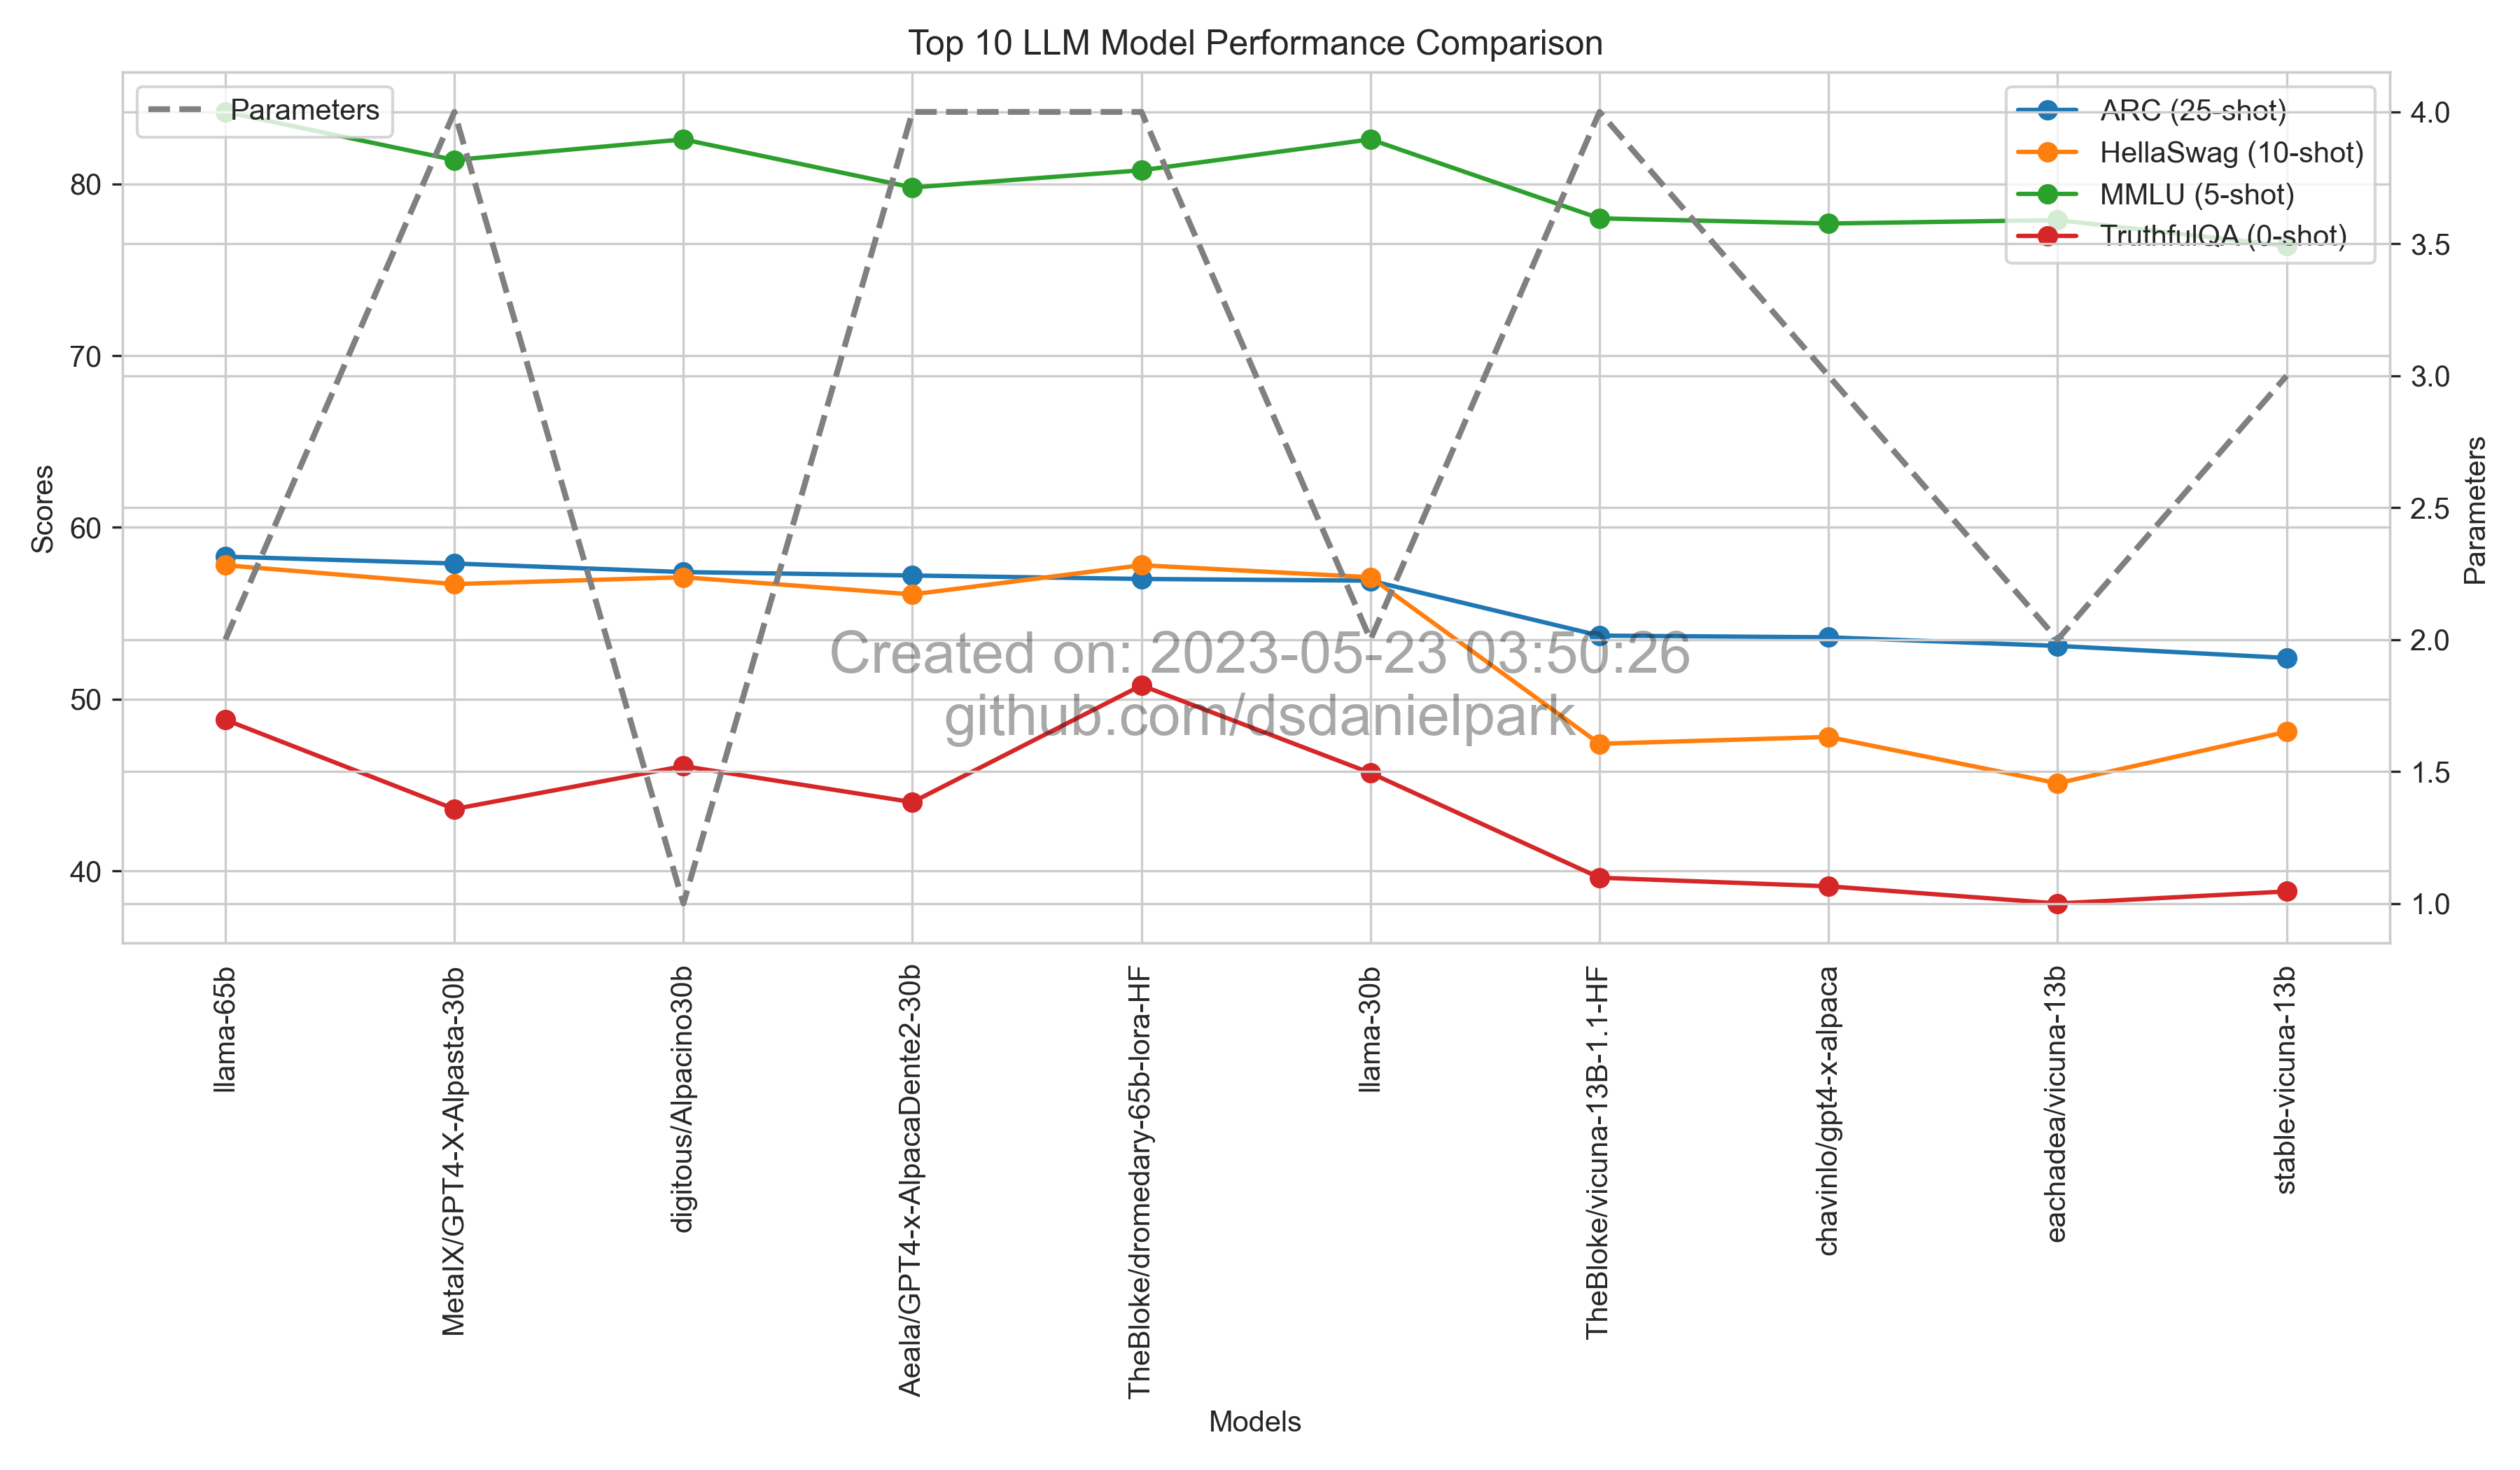 Top 10 LLM Model Performance Comparison
Parameters
ARC (25-shot)
HellaSwag (10-shot)
MMLU (5-shot)
TruthfulQA (0-shot)
80
70
60
50
40
Scores
4.0
3.5
3.0
2.5
2.0
1.5
1.0
Parameters
Created on: 2023-05-23 03:50:26
github.com/dsdanielpark
llama-65b
MetaIX/GPT4-X-Alpasta-30b
digitous/Alpacino30b
Aeala/GPT4-x-AlpacaDente2-30b
TheBloke/dromedary-65b-lora-HF
llama-30b
TheBloke/vicuna-13B-1.1-HF
chavinlo/gpt4-x-alpaca
eachadea/vicuna-13b
stable-vicuna-13b
Models